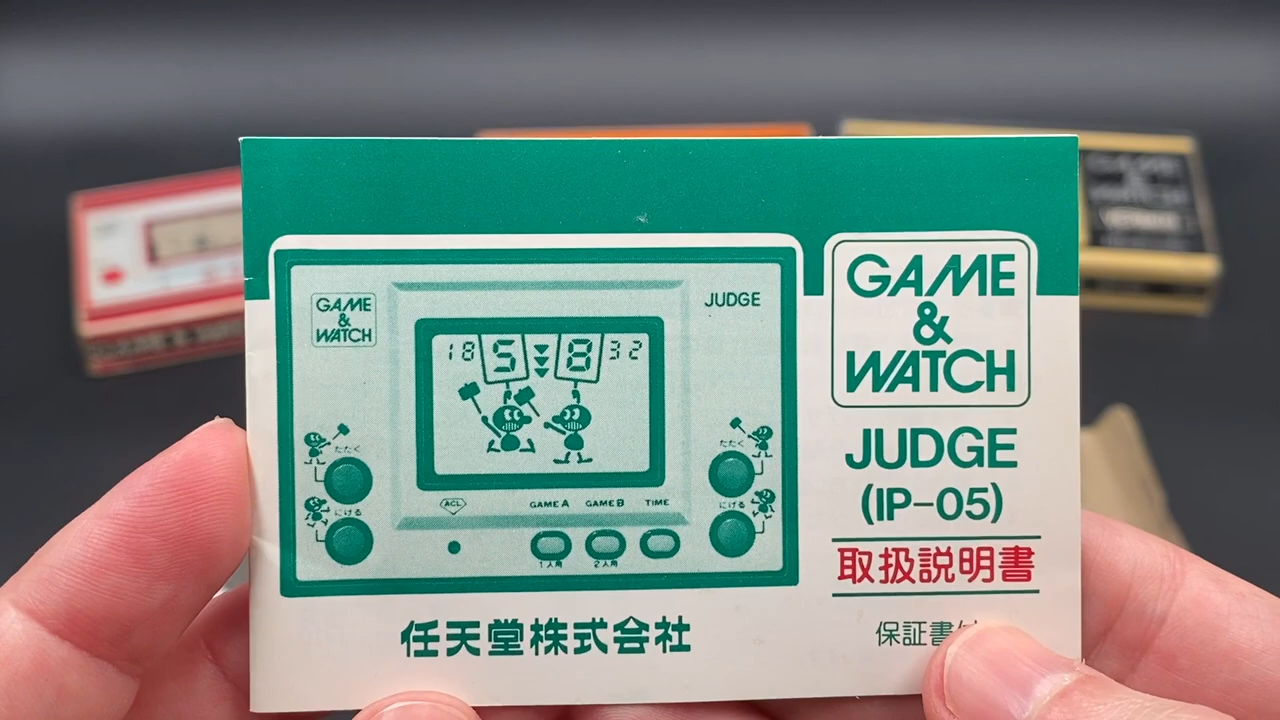 GAME
&
WATCH
JUDGE
18 5 8 32
たたく
たたく
にげる
にげる
ACL
GAME A
GAME B
TIME
1人用
2人用
GAME
&
WATCH
JUDGE
(IP-05)
取扱説明書
任天堂株式会社
保証書
GAME
&
WATCH